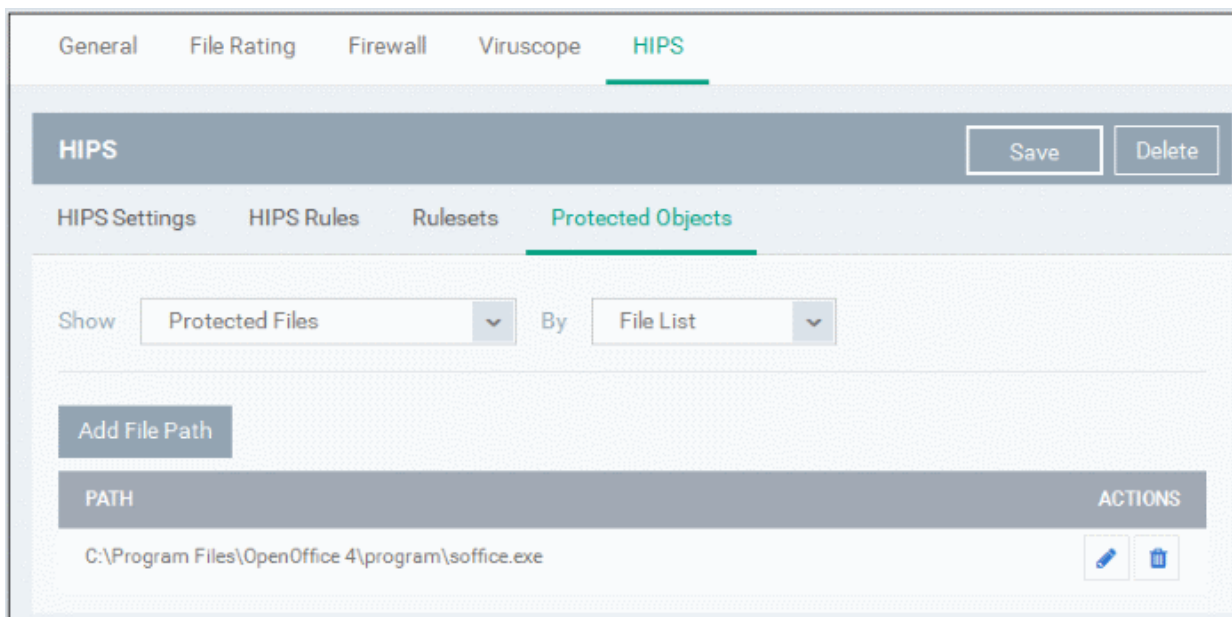 General File Rating Firewall Viruscope HIPS
HIPS Save Delete
HIPS Settings HIPS Rules Rulesets Protected Objects
Show Protected Files By File List
Add File Path
PATH ACTIONS
C:\Program Files\OpenOffice 4\program\soffice.exe